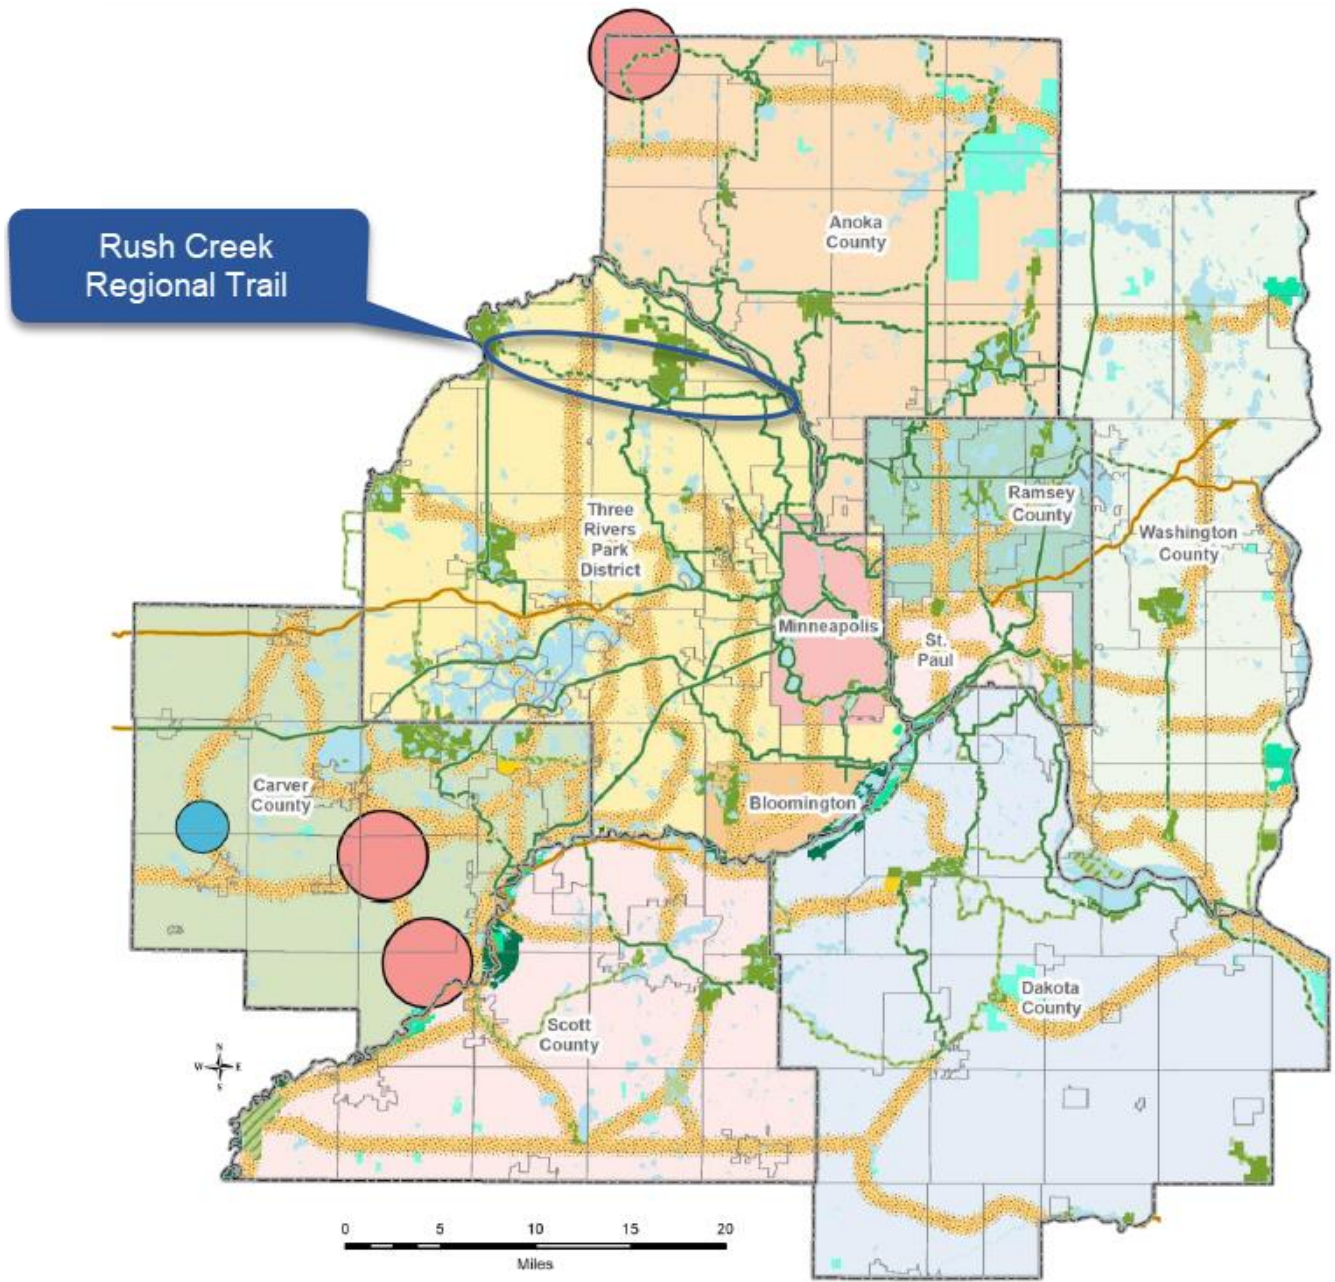 Rush Creek
Regional Trail
Anoka
County
Ramsey
County
Three
Rivers
Park
District
Washington
County
Minneapolis
St.
Paul
Carver
County
Bloomington
Dakota
County
Scott
County
N
W E
S
0 5 10 15 20
Miles